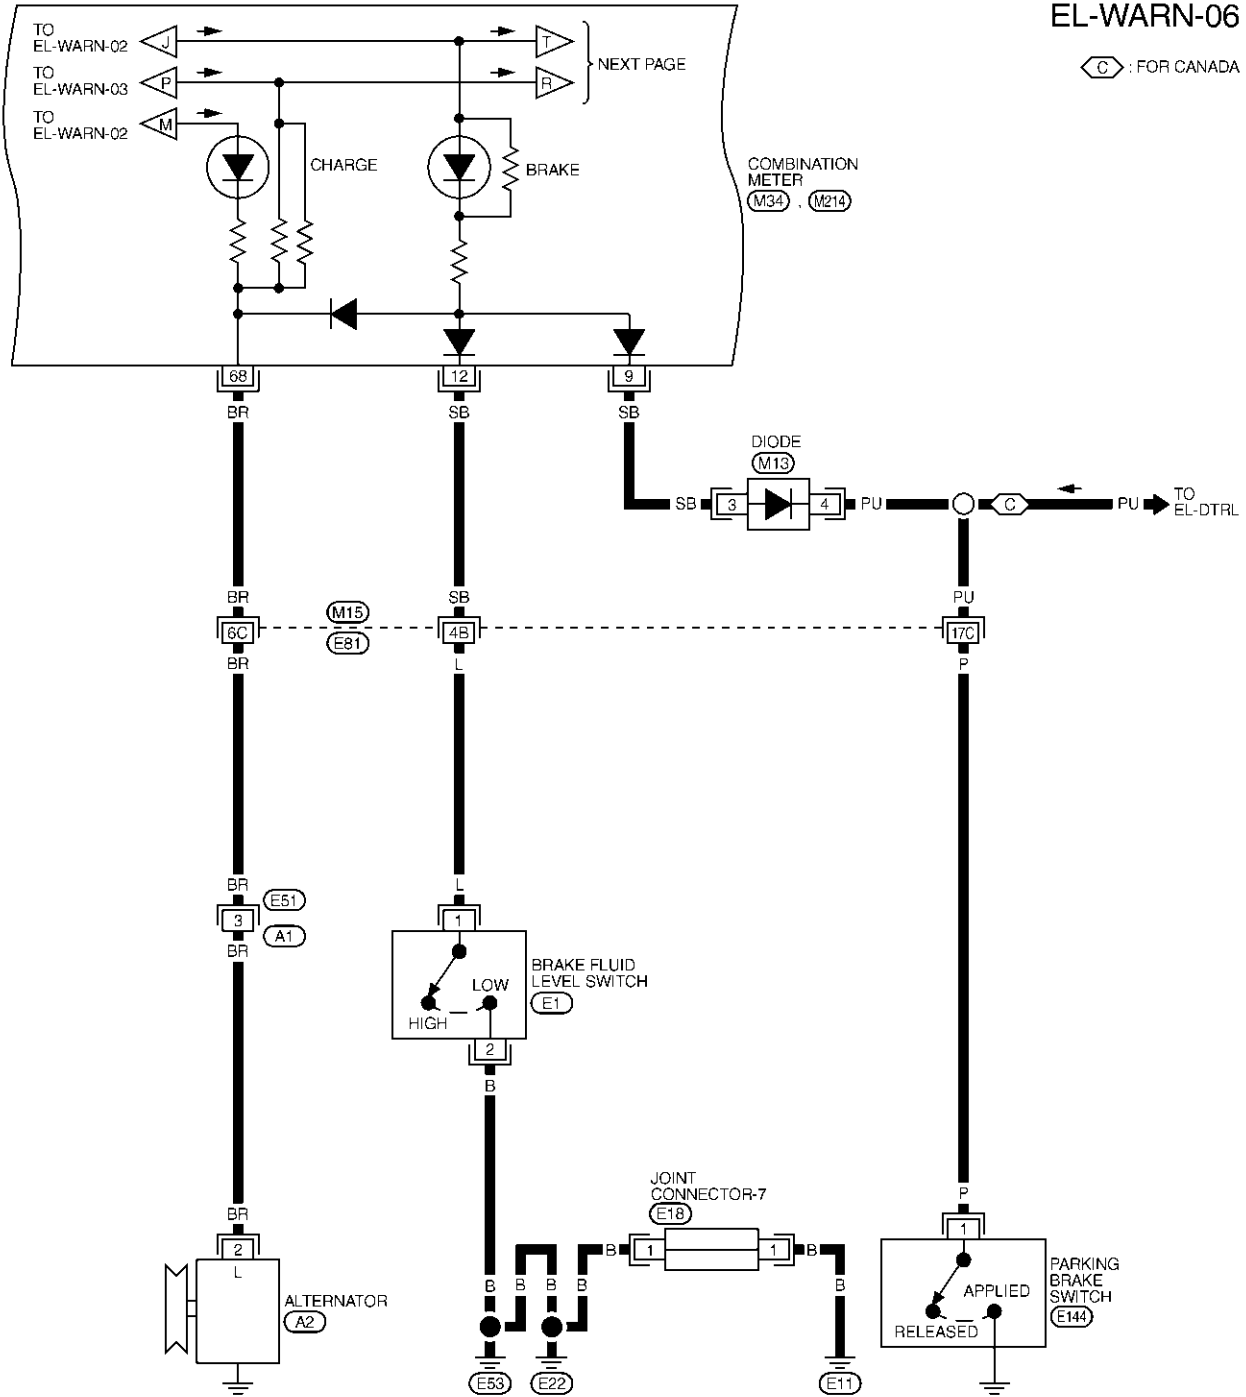 EL-WARN-06
C : FOR CANADA
TO
EL-WARN-02
J
T
TO
EL-WARN-03
P
R
NEXT PAGE
TO
EL-WARN-02
M
CHARGE
BRAKE
COMBINATION
METER
M34 , M214
68
12
9
BR
SB
SB
DIODE
M13
SB
3
4
PU
C
PU
TO
EL-DTRL
BR
SB
PU
M15
E81
6C
4B
17C
BR
L
P
BR
L
E51
3
1
A1
BR
BRAKE FLUID
LEVEL SWITCH
E1
LOW
HIGH
2
B
JOINT
CONNECTOR-7
E18
P
BR
1
2
B
1
1
B
L
B
B
B
B
B
ALTERNATOR
A2
APPLIED
RELEASED
PARKING
BRAKE
SWITCH
E144
E53
E22
E11